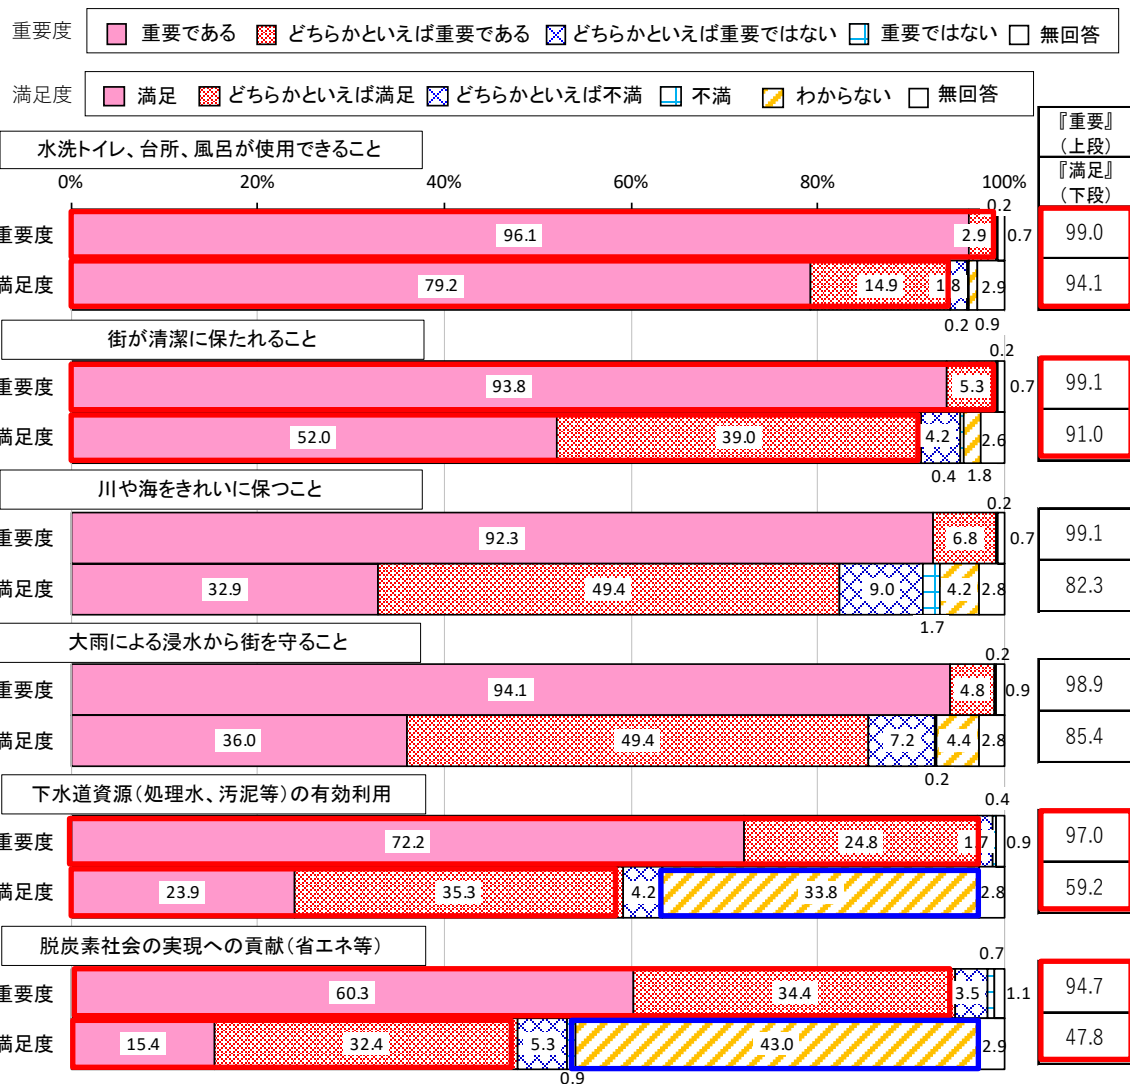 重要度 重要である どちらかといえば重要である どちらかといえば重要ではない 重要ではない 無回答
満足度 満足 どちらかといえば満足 どちらかといえば不満 不満 わからない 無回答
『重要』
(上段)
『満足』
(下段)
水洗トイレ、台所、風呂が使用できること
0% 20% 40% 60% 80% 100%
0.2
重要度 96.1 2.9 0.7 99.0
満足度 79.2 14.9 1.8 2.9 94.1
0.2 0.9
街が清潔に保たれること
0.2
重要度 93.8 5.3 0.7 99.1
満足度 52.0 39.0 4.2 2.6 91.0
0.4 1.8
川や海をきれいに保つこと
0.2
重要度 92.3 6.8 0.7 99.1
満足度 32.9 49.4 9.0 4.2 2.8 82.3
1.7
大雨による浸水から街を守ること
0.2
重要度 94.1 4.8 0.9 98.9
満足度 36.0 49.4 7.2 4.4 2.8 85.4
0.2
下水道資源(処理水、汚泥等)の有効利用
0.4
重要度 72.2 24.8 1.7 0.9 97.0
満足度 23.9 35.3 4.2 33.8 2.8 59.2
脱炭素社会の実現への貢献(省エネ等)
0.7
重要度 60.3 34.4 3.5 1.1 94.7
満足度 15.4 32.4 5.3 43.0 2.9 47.8
0.9